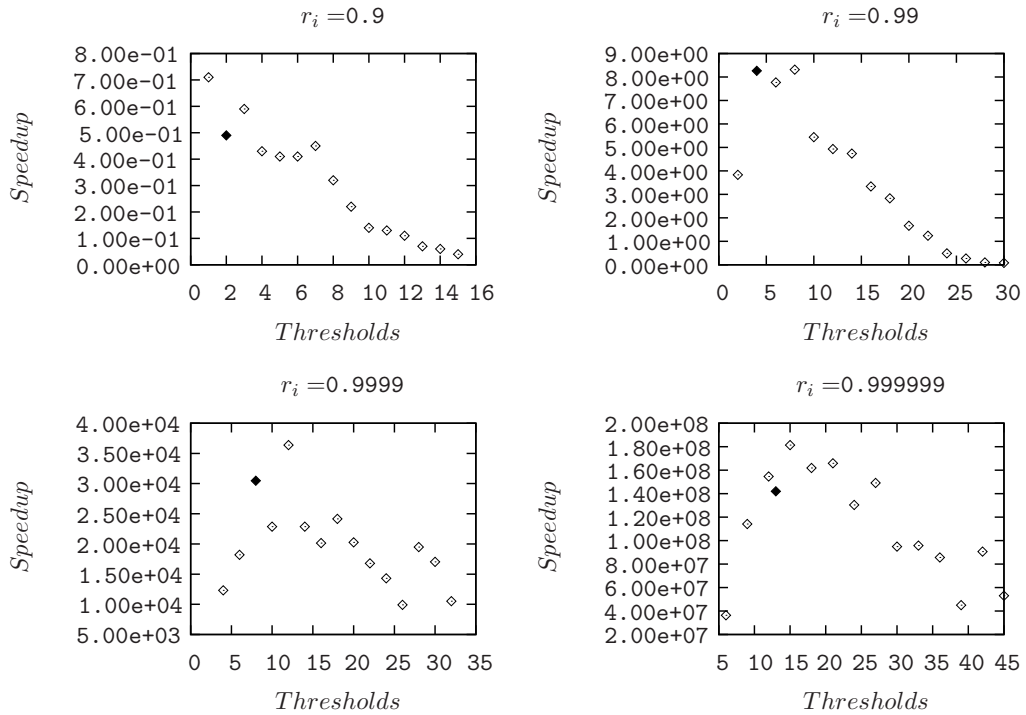 r_i = 0.9
8.00e-01
7.00e-01
6.00e-01
5.00e-01
4.00e-01
3.00e-01
2.00e-01
1.00e-01
0.00e+00
Speedup
0 2 4 6 8 10 12 14 16
Thresholds
r_i = 0.99
9.00e+00
8.00e+00
7.00e+00
6.00e+00
5.00e+00
4.00e+00
3.00e+00
2.00e+00
1.00e+00
0.00e+00
Speedup
0 5 10 15 20 25 30
Thresholds
r_i = 0.9999
4.00e+04
3.50e+04
3.00e+04
2.50e+04
2.00e+04
1.50e+04
1.00e+04
5.00e+03
Speedup
0 5 10 15 20 25 30 35
Thresholds
r_i = 0.999999
2.00e+08
1.80e+08
1.60e+08
1.40e+08
1.20e+08
1.00e+08
8.00e+07
6.00e+07
4.00e+07
2.00e+07
Speedup
5 10 15 20 25 30 35 40 45
Thresholds